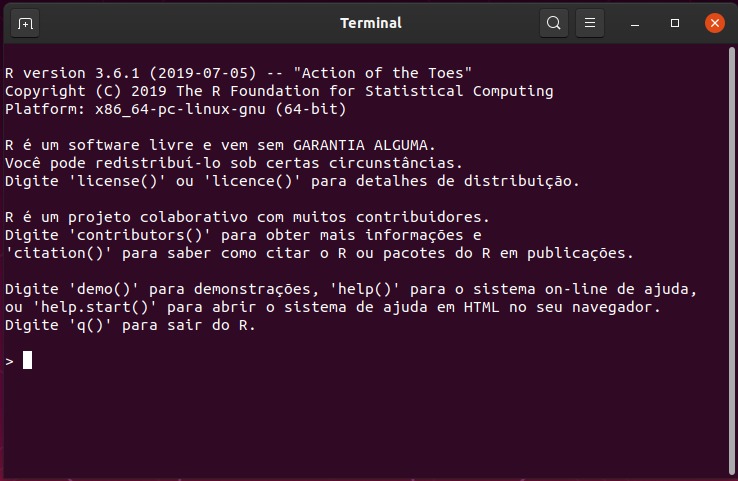 Terminal
R version 3.6.1 (2019-07-05) -- "Action of the Toes"
Copyright (C) 2019 The R Foundation for Statistical Computing
Platform: x86_64-pc-linux-gnu (64-bit)
R é um software livre e vem sem GARANTIA ALGUMA.
Você pode redistribuí-lo sob certas circunstâncias.
Digite 'license()' ou 'licence()' para detalhes de distribuição.
R é um projeto colaborativo com muitos contribuidores.
Digite 'contributors()' para obter mais informações e
'citation()' para saber como citar o R ou pacotes do R em publicações.
Digite 'demo()' para demonstrações, 'help()' para o sistema on-line de ajuda,
ou 'help.start()' para abrir o sistema de ajuda em HTML no seu navegador.
Digite 'q()' para sair do R.
>